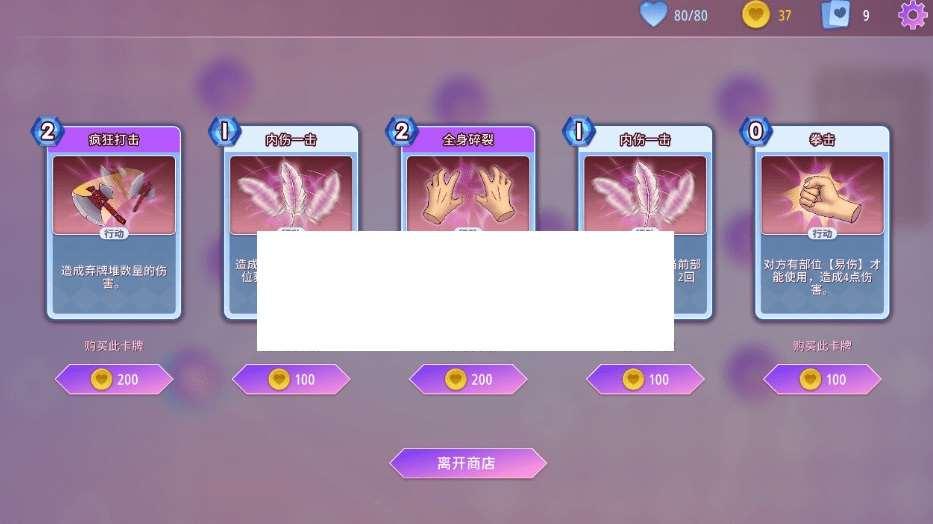 80/80
37
9
2
疯狂打击
行动
造成弃牌堆数量的伤
害。
购买此卡牌
200
1
内伤一击
造成
100
2
全身碎裂
200
1
内伤一击
前部
2回
100
0
拳击
行动
对方有部位【易伤】才
能使用，造成4点伤
害。
购买此卡牌
100
离开商店